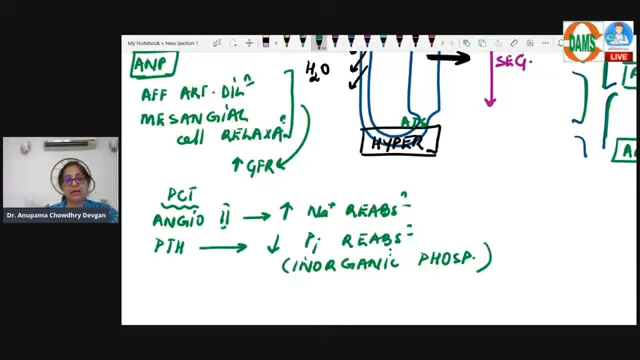 My Notebook > New Section 1
DAMS
LIVE
ANP
AFF ART. DILn
MESANGIAL
cell RELAXAn
↑ GFR
H2O
ATS
HYPER
SEG.
PCT
ANGIO II → ↑ Na+ REABSn
PTH → ↓ Pi REABSn
(INORGANIC PHOSP.)
Dr. Anupama Chowdhry Devgan